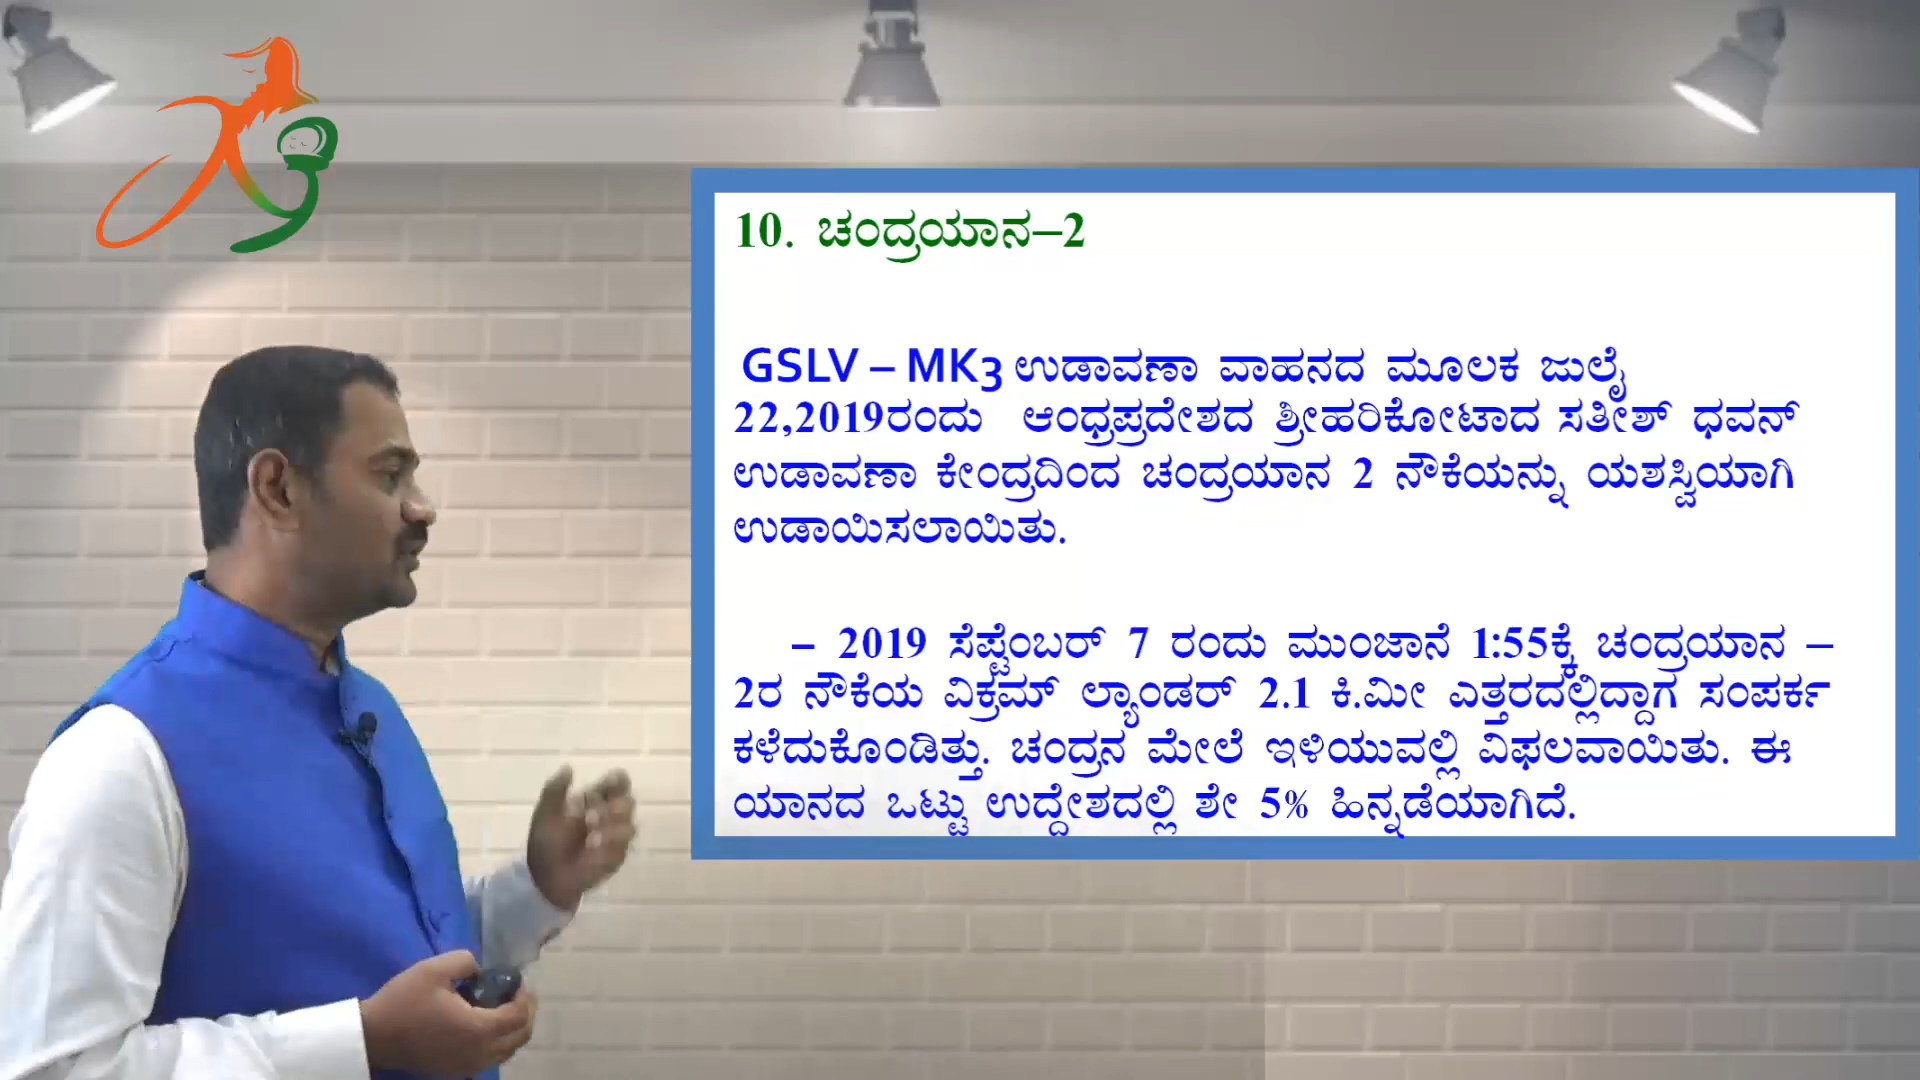 10. ಚಂದ್ರಯಾನ–2
GSLV – MK3 ಉಡಾವಣಾ ವಾಹನದ ಮೂಲಕ ಜುಲೈ
22,2019ರಂದು ಆಂಧ್ರಪ್ರದೇಶದ ಶ್ರೀಹರಿಕೋಟಾದ ಸತೀಶ್ ಧವನ್
ಉಡಾವಣಾ ಕೇಂದ್ರದಿಂದ ಚಂದ್ರಯಾನ 2 ನೌಕೆಯನ್ನು ಯಶಸ್ವಿಯಾಗಿ
ಉಡಾಯಿಸಲಾಯಿತು.
– 2019 ಸೆಪ್ಟೆಂಬರ್ 7 ರಂದು ಮುಂಜಾನೆ 1:55ಕ್ಕೆ ಚಂದ್ರಯಾನ –
2ರ ನೌಕೆಯ ವಿಕ್ರಮ್ ಲ್ಯಾಂಡರ್ 2.1 ಕಿ.ಮೀ ಎತ್ತರದಲ್ಲಿದ್ದಾಗ ಸಂಪರ್ಕ
ಕಳೆದುಕೊಂಡಿತ್ತು. ಚಂದ್ರನ ಮೇಲೆ ಇಳಿಯುವಲ್ಲಿ ವಿಫಲವಾಯಿತು. ಈ
ಯಾನದ ಒಟ್ಟು ಉದ್ದೇಶದಲ್ಲಿ ಶೇ 5% ಹಿನ್ನಡೆಯಾಗಿದೆ.